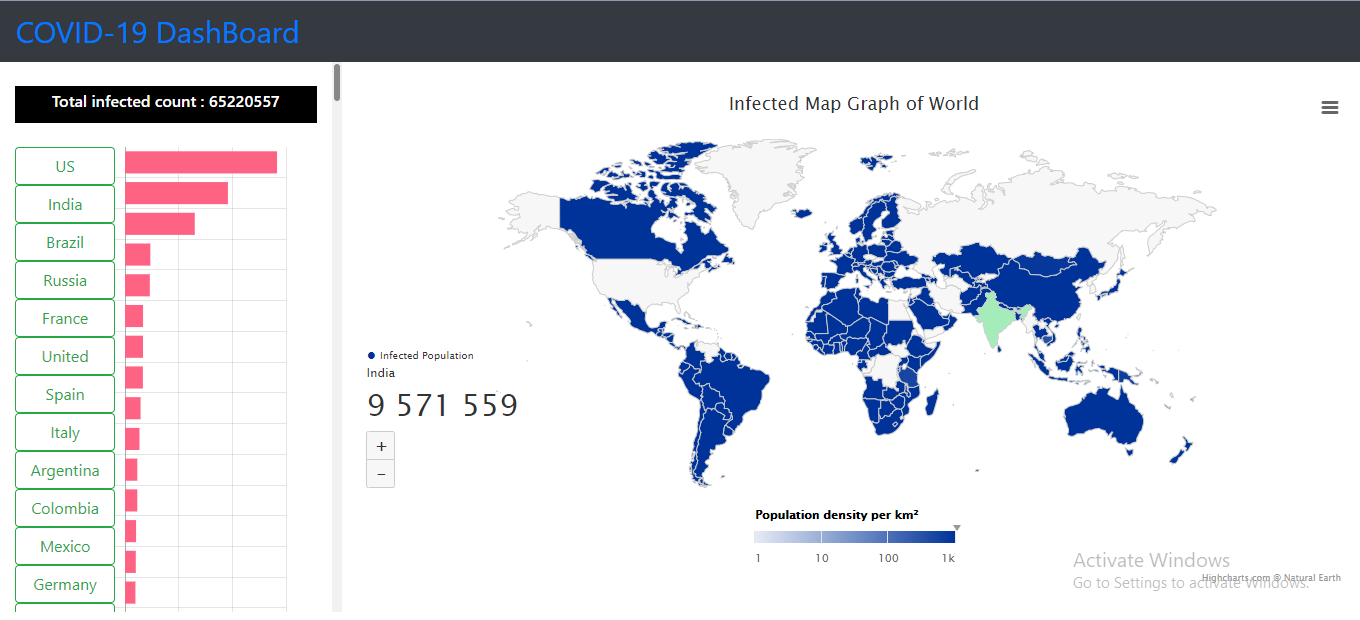 COVID-19 DashBoard
Total infected count : 65220557
US
India
Brazil
Russia
France
United
Spain
Italy
Argentina
Colombia
Mexico
Germany
Infected Map Graph of World
Infected Population
India
9 571 559
+
−
Population density per km²
1 10 100 1k
Activate Windows
Go to Settings to activate Windows.
Highcharts.com © Natural Earth